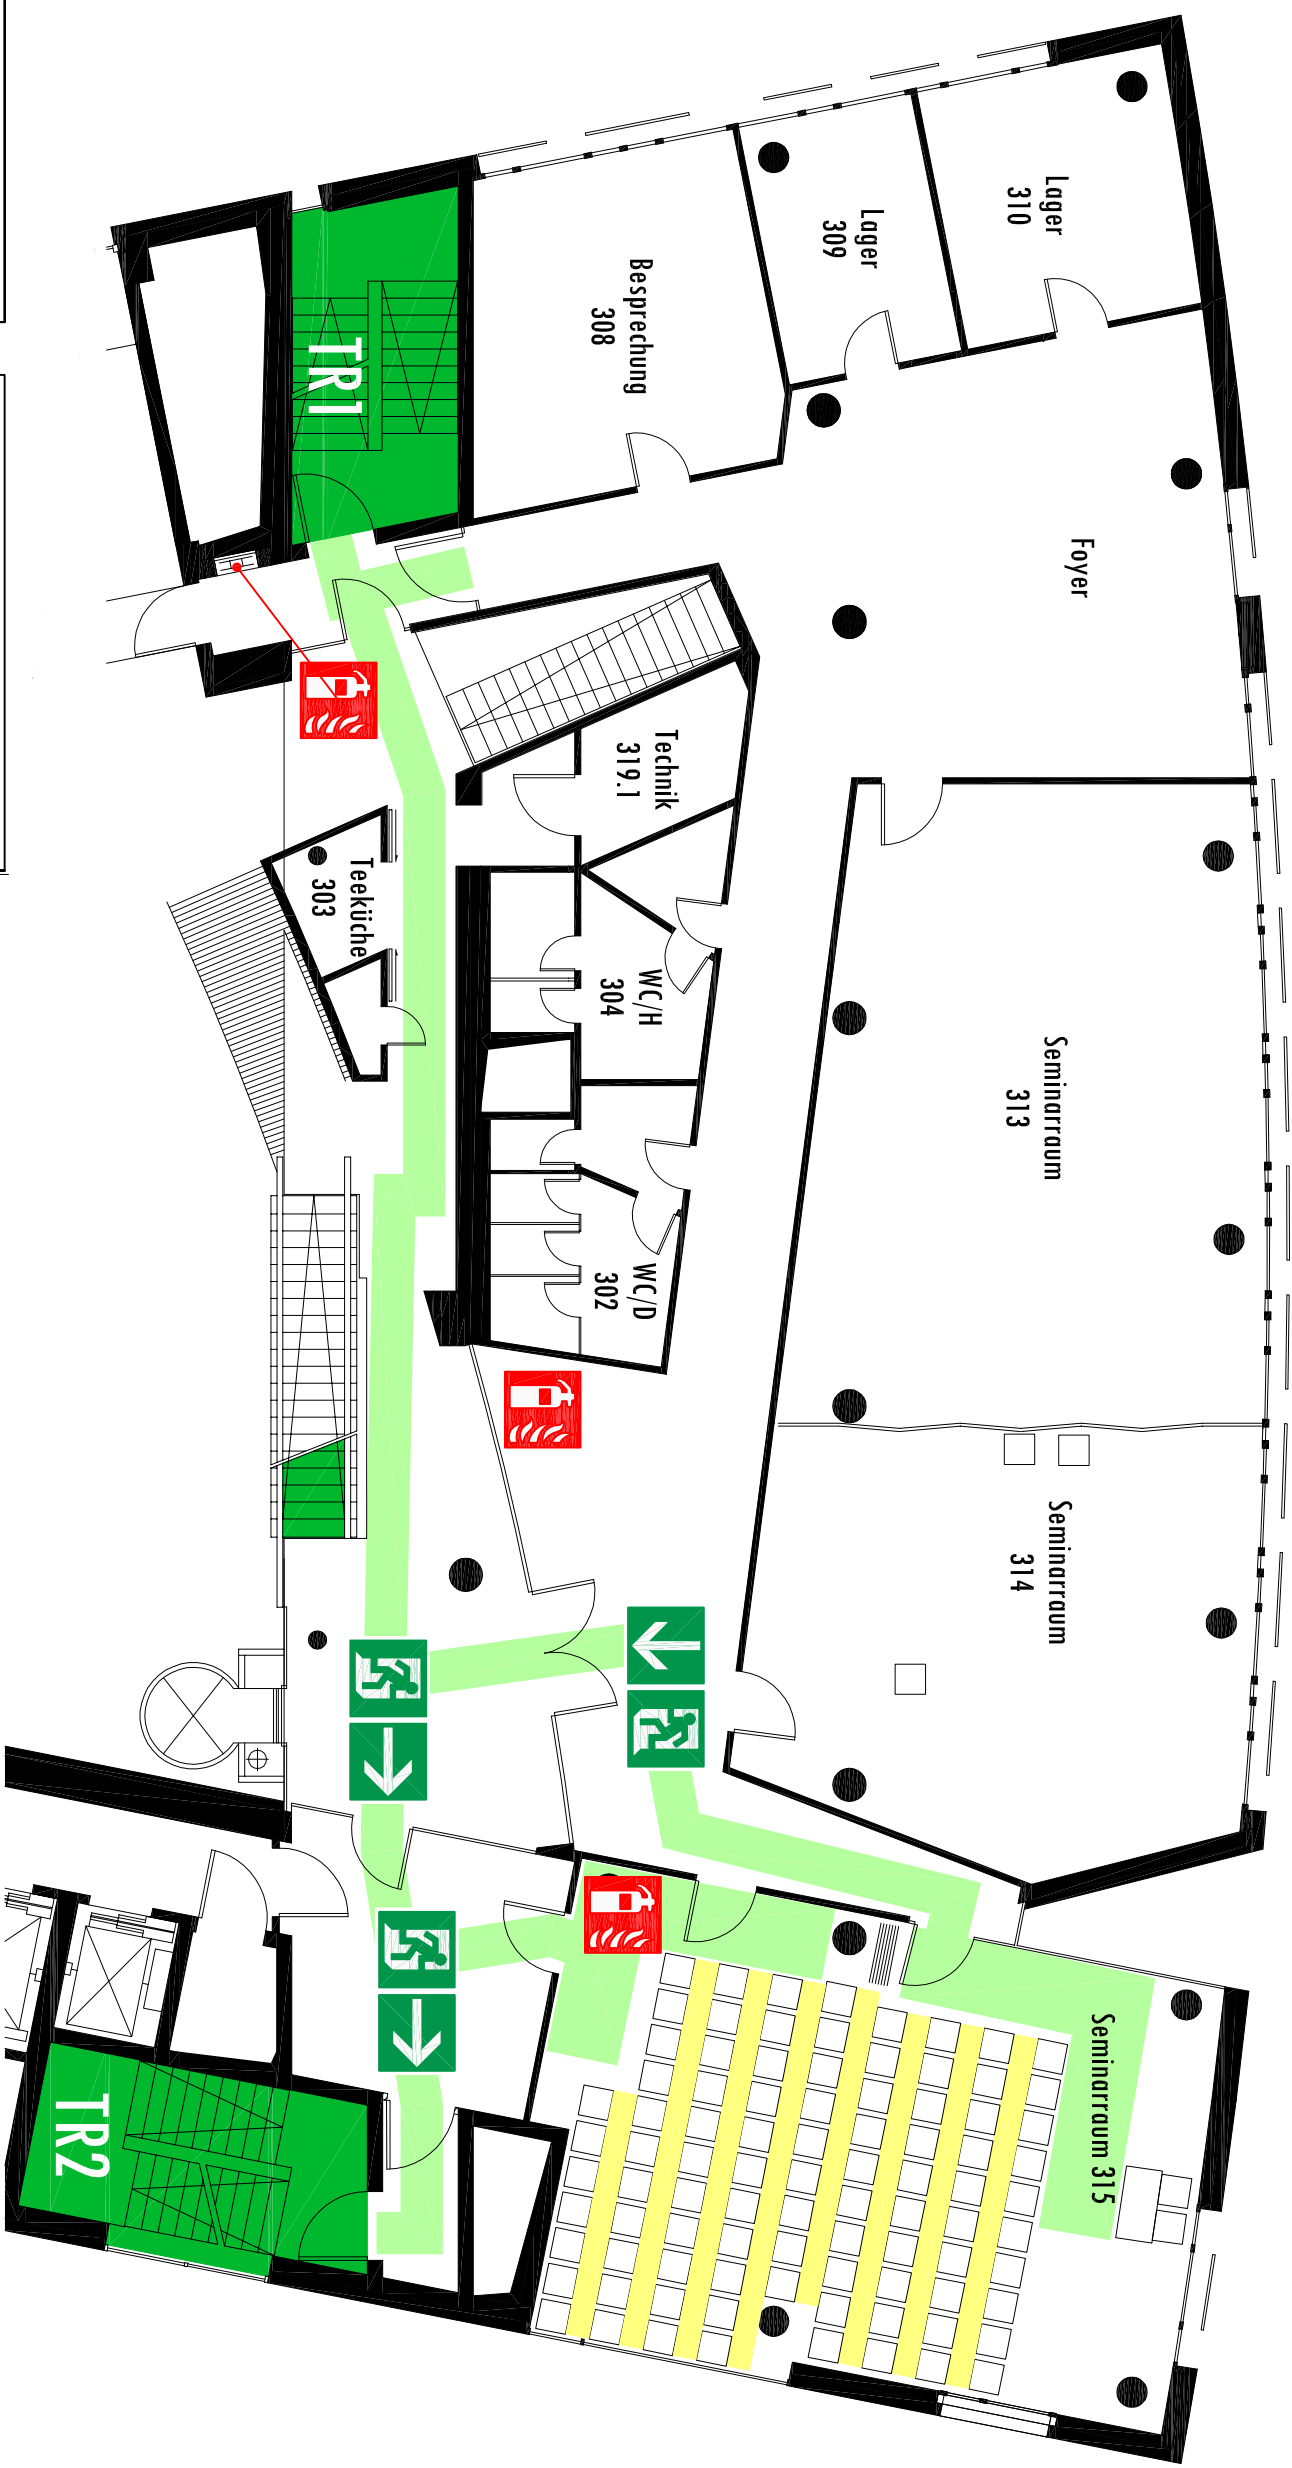 Lager
310
Lager
309
Besprechung
308
TR1
Foyer
Technik
319.1
Teeküche
303
WC/H
304
WC/D
302
Seminarraum
313
Seminarraum
314
Seminarraum 315
TR2